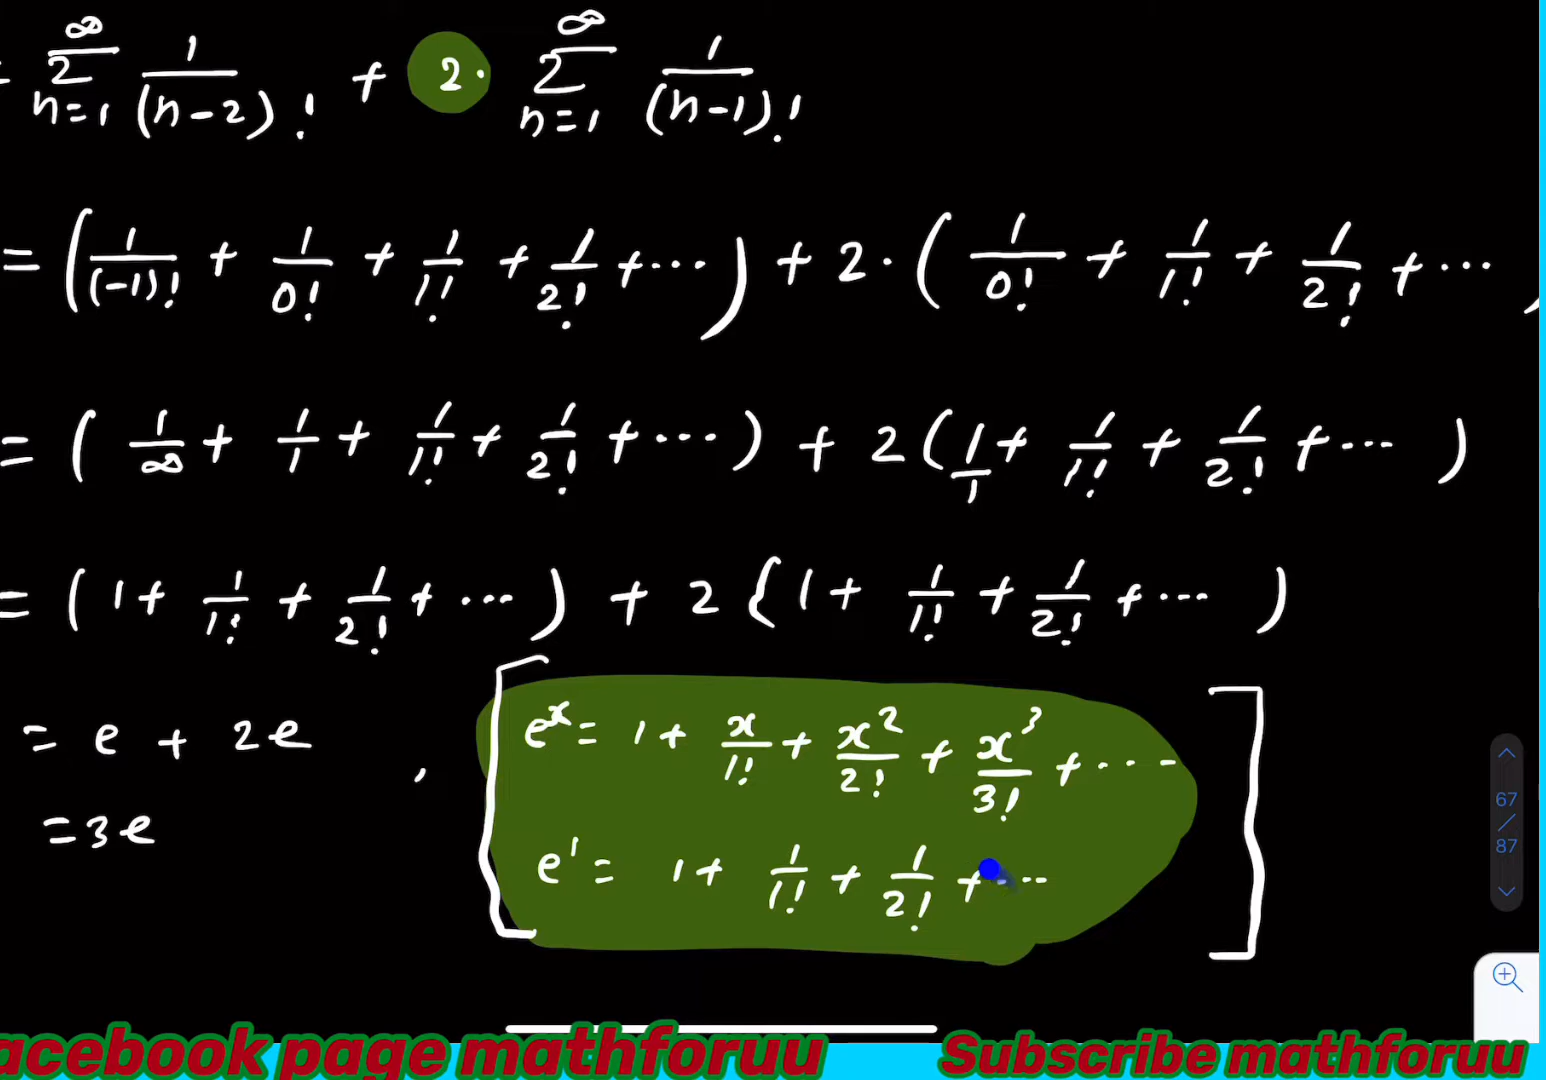 = ∞ Σ n=1 1/(n-2)! + 2· ∞ Σ n=1 1/(n-1)!
= (1/(-1)! + 1/0! + 1/1! + 1/2! + ...) + 2·(1/0! + 1/1! + 1/2! + ...)
= (1/∞ + 1/1 + 1/1! + 1/2! + ...) + 2(1/1 + 1/1! + 1/2! + ...)
= (1 + 1/1! + 1/2! + ...) + 2{1 + 1/1! + 1/2! + ...)
= e + 2e , [e^x = 1 + x/1! + x^2/2! + x^3/3! + ....
= 3e
e^1 = 1 + 1/1! + 1/2! + ...]
67
/
87
acebook page mathforuu
Subscribe mathforuu